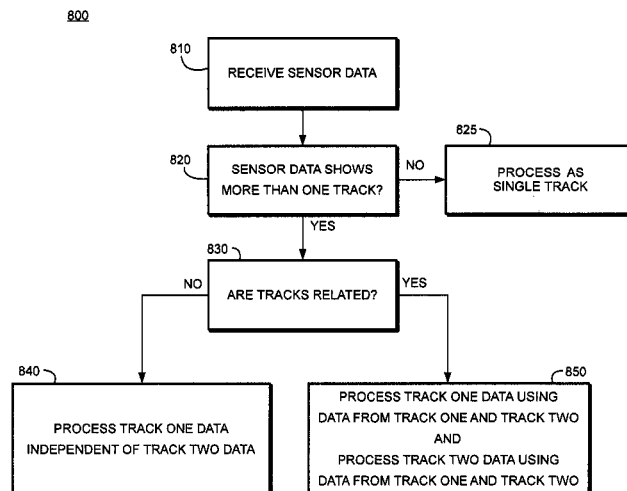 800
810
RECEIVE SENSOR DATA
820
SENSOR DATA SHOWS
MORE THAN ONE TRACK?
NO
825
PROCESS AS
SINGLE TRACK
YES
830
ARE TRACKS RELATED?
NO
YES
840
PROCESS TRACK ONE DATA
INDEPENDENT OF TRACK TWO DATA
850
PROCESS TRACK ONE DATA USING
DATA FROM TRACK ONE AND TRACK TWO
AND
PROCESS TRACK TWO DATA USING
DATA FROM TRACK ONE AND TRACK TWO